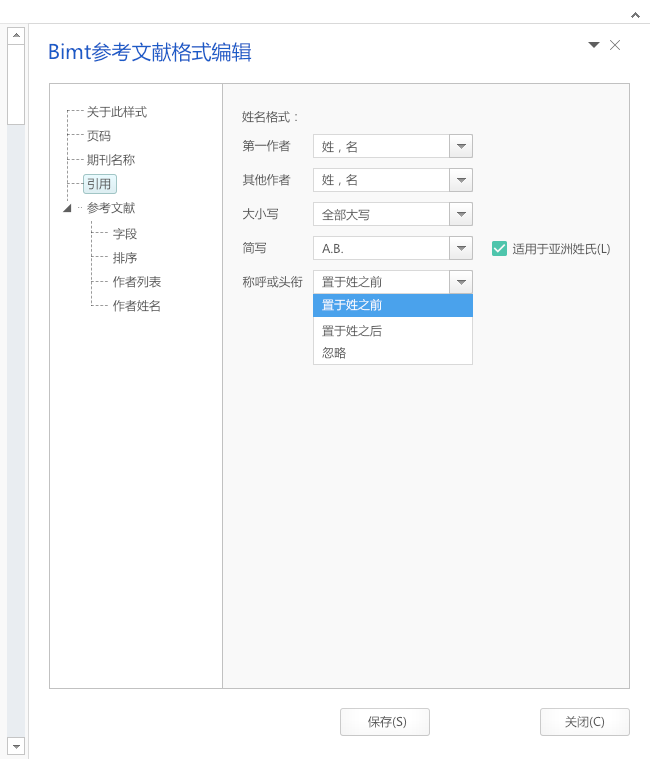 Bimt参考文献格式编辑
关于此样式
页码
期刊名称
引用
参考文献
字段
排序
作者列表
作者姓名
姓名格式：
第一作者 姓，名
其他作者 姓，名
大小写 全部大写
简写 A.B. 适用于亚洲姓氏(L)
称呼或头衔 置于姓之前
置于姓之前
置于姓之后
忽略
保存(S) 关闭(C)